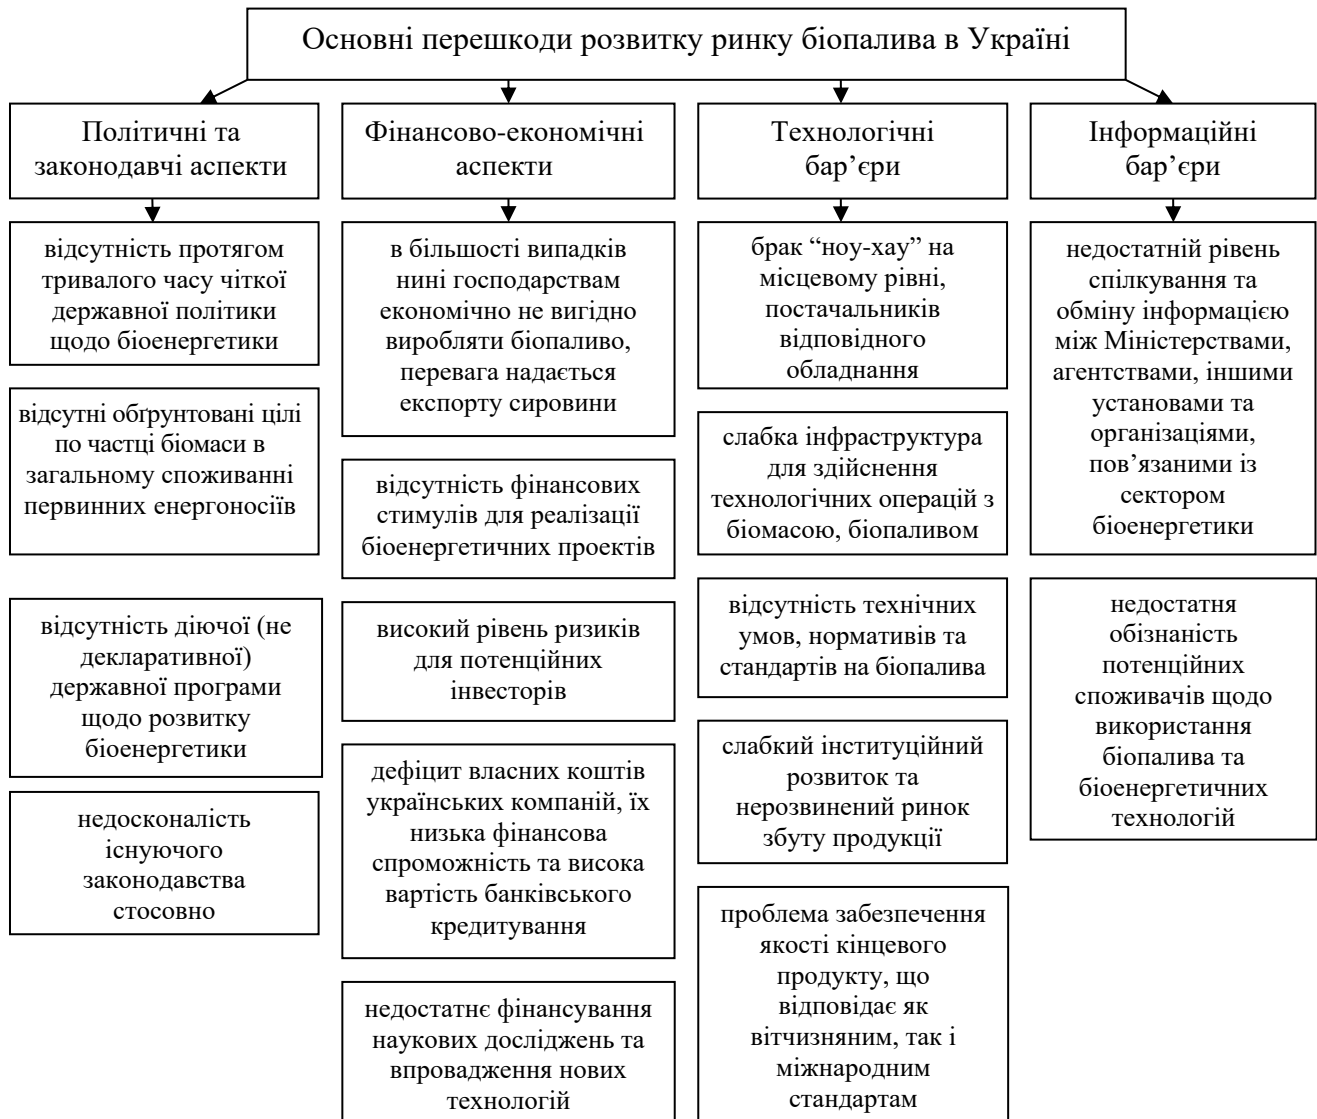 Основні перешкоди розвитку ринку біопалива в Україні
Політичні та
законодавчі аспекти
Фінансово-економічні
аспекти
Технологічні
бар’єри
Інформаційні
бар’єри
відсутність протягом
тривалого часу чіткої
державної політики
щодо біоенергетики
відсутні обґрунтовані цілі
по частці біомаси в
загальному споживанні
первинних енергоносіїв
відсутність діючої (не
декларативної)
державної програми
щодо розвитку
біоенергетики
недосконалість
існуючого
законодавства
стосовно
в більшості випадків
нині господарствам
економічно не вигідно
виробляти біопаливо,
перевага надається
експорту сировини
відсутність фінансових
стимулів для реалізації
біоенергетичних проектів
високий рівень ризиків
для потенційних
інвесторів
дефіцит власних коштів
українських компаній, їх
низька фінансова
спроможність та висока
вартість банківського
кредитування
недостатнє фінансування
наукових досліджень та
впровадження нових
технологій
брак “ноу-хау” на
місцевому рівні,
постачальників
відповідного
обладнання
слабка інфраструктура
для здійснення
технологічних операцій з
біомасою, біопаливом
відсутність технічних
умов, нормативів та
стандартів на біопалива
слабкий інституційний
розвиток та
нерозвинений ринок
збуту продукції
проблема забезпечення
якості кінцевого
продукту, що
відповідає як
вітчизняним, так і
міжнародним
стандартам
недостатній рівень
спілкування та
обміну інформацією
між Міністерствами,
агентствами, іншими
установами та
організаціями,
пов’язаними із
сектором
біоенергетики
недостатня
обізнаність
потенційних
споживачів щодо
використання
біопалива та
біоенергетичних
технологій